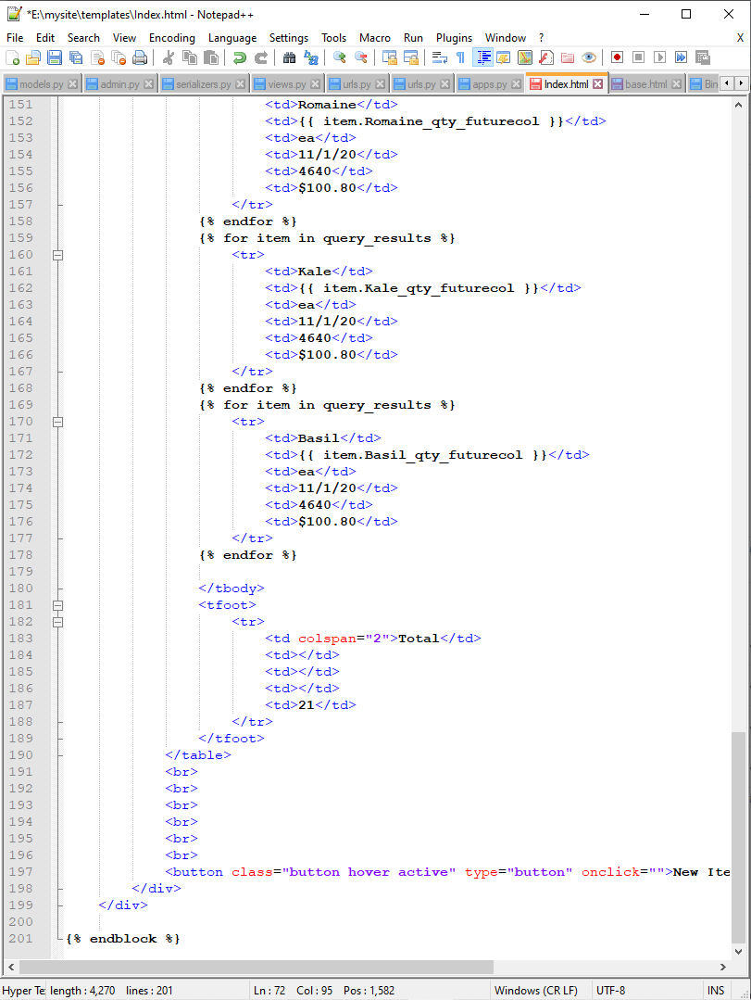 *E:\mysite\templates\Index.html - Notepad++
File Edit Search View Encoding Language Settings Tools Macro Run Plugins Window ? X
models.py admin.py serializers.py views.py urls.py urls.py apps.py Index.html base.html Bin
151 <td>Romaine</td>
152 <td>{{ item.Romaine_qty_futurecol }}</td>
153 <td>ea</td>
154 <td>11/1/20</td>
155 <td>4640</td>
156 <td>$100.80</td>
157 </tr>
158 {% endfor %}
159 {% for item in query_results %}
160 <tr>
161 <td>Kale</td>
162 <td>{{ item.Kale_qty_futurecol }}</td>
163 <td>ea</td>
164 <td>11/1/20</td>
165 <td>4640</td>
166 <td>$100.80</td>
167 </tr>
168 {% endfor %}
169 {% for item in query_results %}
170 <tr>
171 <td>Basil</td>
172 <td>{{ item.Basil_qty_futurecol }}</td>
173 <td>ea</td>
174 <td>11/1/20</td>
175 <td>4640</td>
176 <td>$100.80</td>
177 </tr>
178 {% endfor %}
179
180 </tbody>
181 <tfoot>
182 <tr>
183 <td colspan="2">Total</td>
184 <td></td>
185 <td></td>
186 <td></td>
187 <td>21</td>
188 </tr>
189 </tfoot>
190 </table>
191 <br>
192 <br>
193 <br>
194 <br>
195 <br>
196 <br>
197 <button class="button hover active" type="button" onclick="">New Ite
198 </div>
199 </div>
200
201 {% endblock %}
Hyper Te length : 4,270 lines : 201 Ln : 72 Col : 95 Pos : 1,582 Windows (CR LF) UTF-8 INS